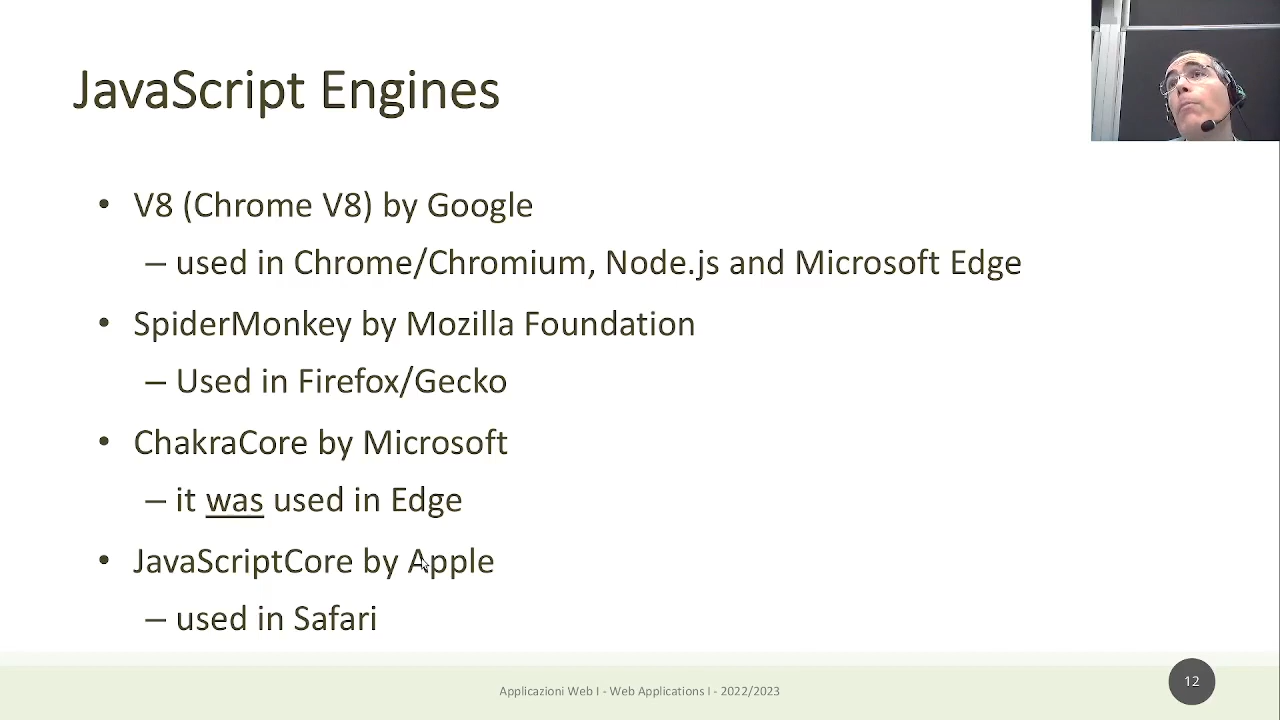 JavaScript Engines
• V8 (Chrome V8) by Google
– used in Chrome/Chromium, Node.js and Microsoft Edge
• SpiderMonkey by Mozilla Foundation
– Used in Firefox/Gecko
• ChakraCore by Microsoft
– it was used in Edge
• JavaScriptCore by Apple
– used in Safari
Applicazioni Web I - Web Applications I - 2022/2023
12